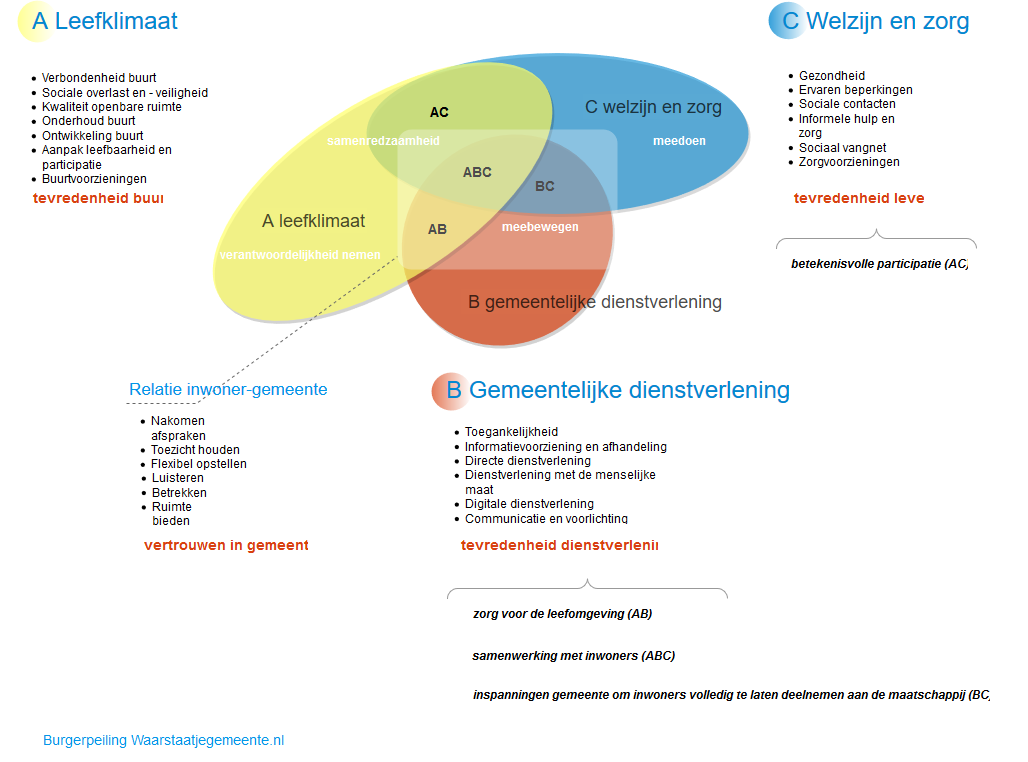 A Leefklimaat
Verbondenheid buurt
Sociale overlast en - veiligheid
Kwaliteit openbare ruimte
Onderhoud buurt
Ontwikkeling buurt
Aanpak leefbaarheid en
participatie
Buurtvoorzieningen
tevredenheid buur
C Welzijn en zorg
Gezondheid
Ervaren beperkingen
Sociale contacten
Informele hulp en
zorg
Sociaal vangnet
Zorgvoorzieningen
tevredenheid leve
betekenisvolle participatie (AC)
AC
samenredzaamheid
C welzijn en zorg
meedoen
ABC
BC
A leefklimaat
AB
meebewegen
verantwoordelijkheid nemen
B gemeentelijke dienstverlening
Relatie inwoner-gemeente
Nakomen
afspraken
Toezicht houden
Flexibel opstellen
Luisteren
Betrekken
Ruimte
bieden
vertrouwen in gemeent
B Gemeentelijke dienstverlening
Toegankelijkheid
Informatievoorziening en afhandeling
Directe dienstverlening
Dienstverlening met de menselijke
maat
Digitale dienstverlening
Communicatie en voorlichting
tevredenheid dienstverlenin
zorg voor de leefomgeving (AB)
samenwerking met inwoners (ABC)
inspanningen gemeente om inwoners volledig te laten deelnemen aan de maatschappij (BC
Burgerpeiling Waarstaatjegemeente.nl